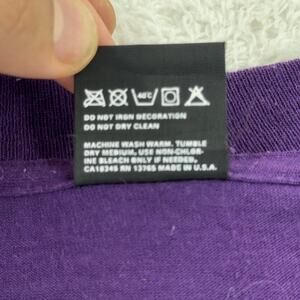 40°C
DO NOT IRON DECORATION
DO NOT DRY CLEAN
MACHINE WASH WARM. TUMBLE
DRY MEDIUM. USE NON-CHLOR-
INE BLEACH ONLY IF NEEDED.
CA18345 RN 13765 MADE IN U.S.A.